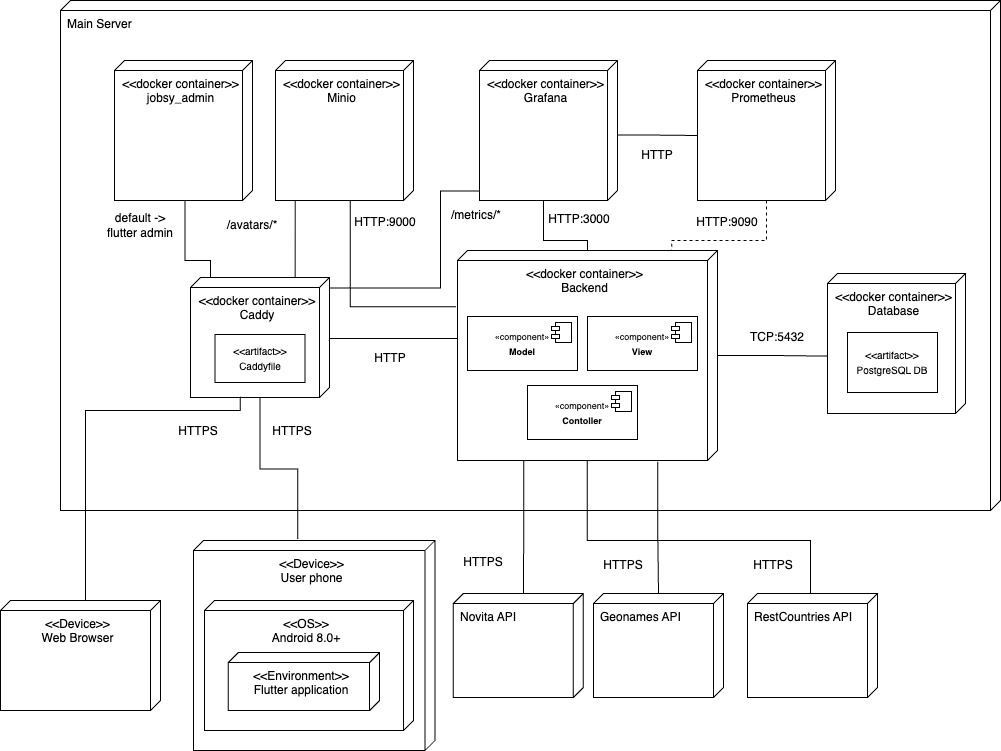 Main Server
<<docker container>>
jobsy_admin
<<docker container>>
Minio
<<docker container>>
Grafana
<<docker container>>
Prometheus
HTTP
default ->
flutter admin
/avatars/*
HTTP:9000
/metrics/*
HTTP:3000
HTTP:9090
<<docker container>>
Caddy
<<artifact>>
Caddyfile
HTTP
<<docker container>>
Backend
«component»
Model
«component»
View
«component»
Contoller
TCP:5432
<<docker container>>
Database
<<artifact>>
PostgreSQL DB
HTTPS
HTTPS
HTTPS
HTTPS
HTTPS
<<Device>>
Web Browser
<<Device>>
User phone
<<OS>>
Android 8.0+
<<Environment>>
Flutter application
Novita API
Geonames API
RestCountries API